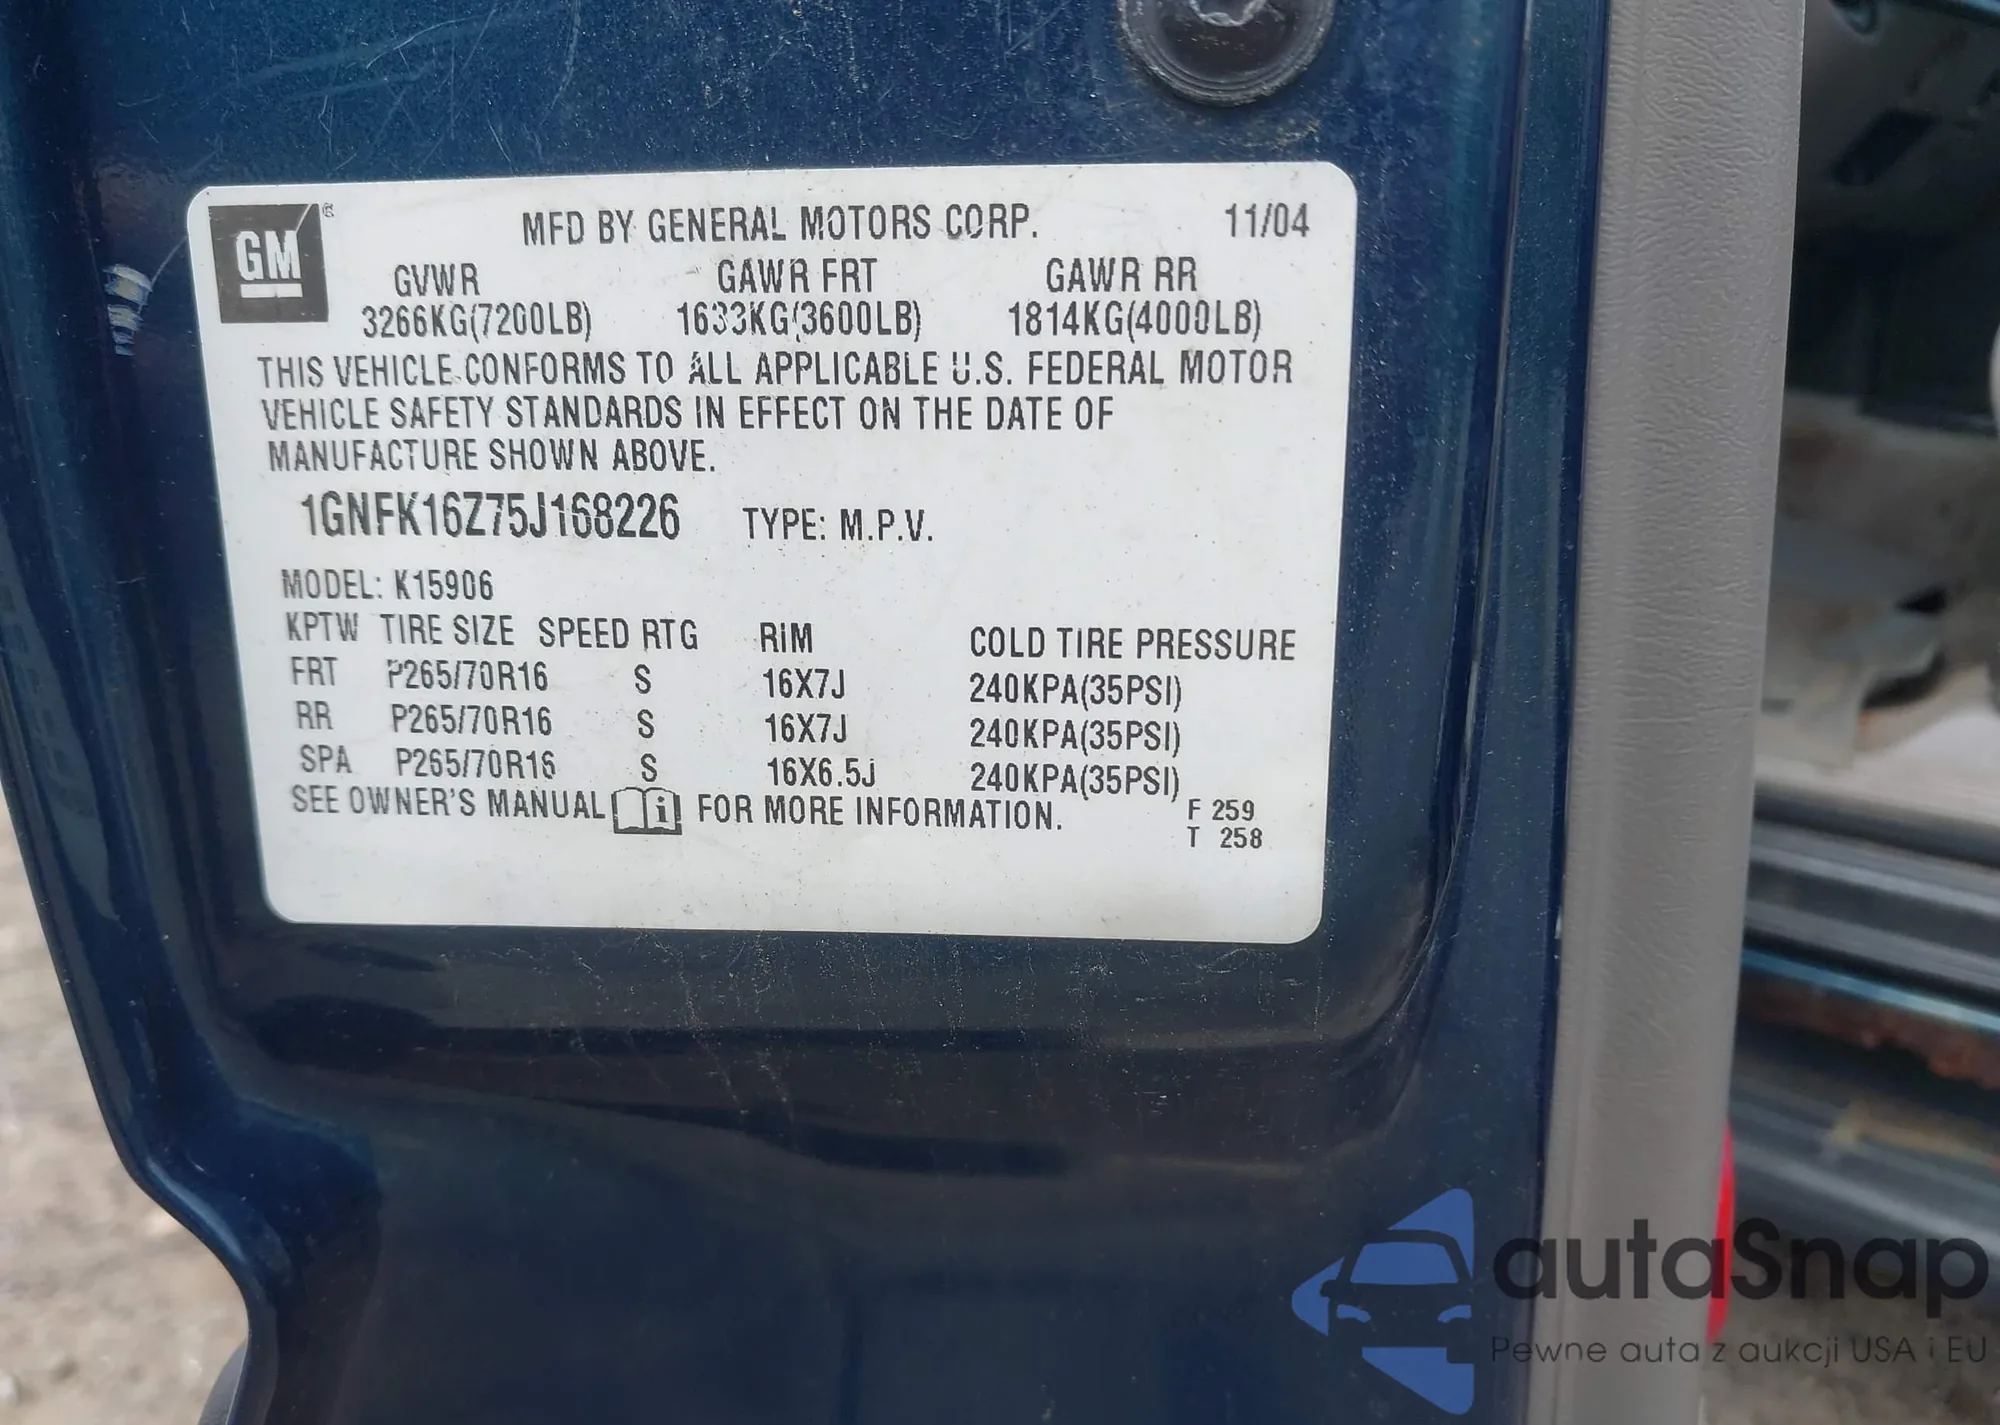 GM ® MFD BY GENERAL MOTORS CORP. 11/04
GVWR GAWR FRT GAWR RR
3266KG(7200LB) 1633KG(3600LB) 1814KG(4000LB)
THIS VEHICLE CONFORMS TO ALL APPLICABLE U.S. FEDERAL MOTOR
VEHICLE SAFETY STANDARDS IN EFFECT ON THE DATE OF
MANUFACTURE SHOWN ABOVE.
1GNFK16Z75J168226 TYPE: M.P.V.
MODEL: K15906
KPTW TIRE SIZE SPEED RTG RIM COLD TIRE PRESSURE
FRT P265/70R16 S 16X7J 240KPA(35PSI)
RR P265/70R16 S 16X7J 240KPA(35PSI)
SPA P265/70R16 S 16X6.5J 240KPA(35PSI)
SEE OWNER'S MANUAL i FOR MORE INFORMATION.
F 259
T 258
autaSnap
Pewne auta z aukcji USA i EU